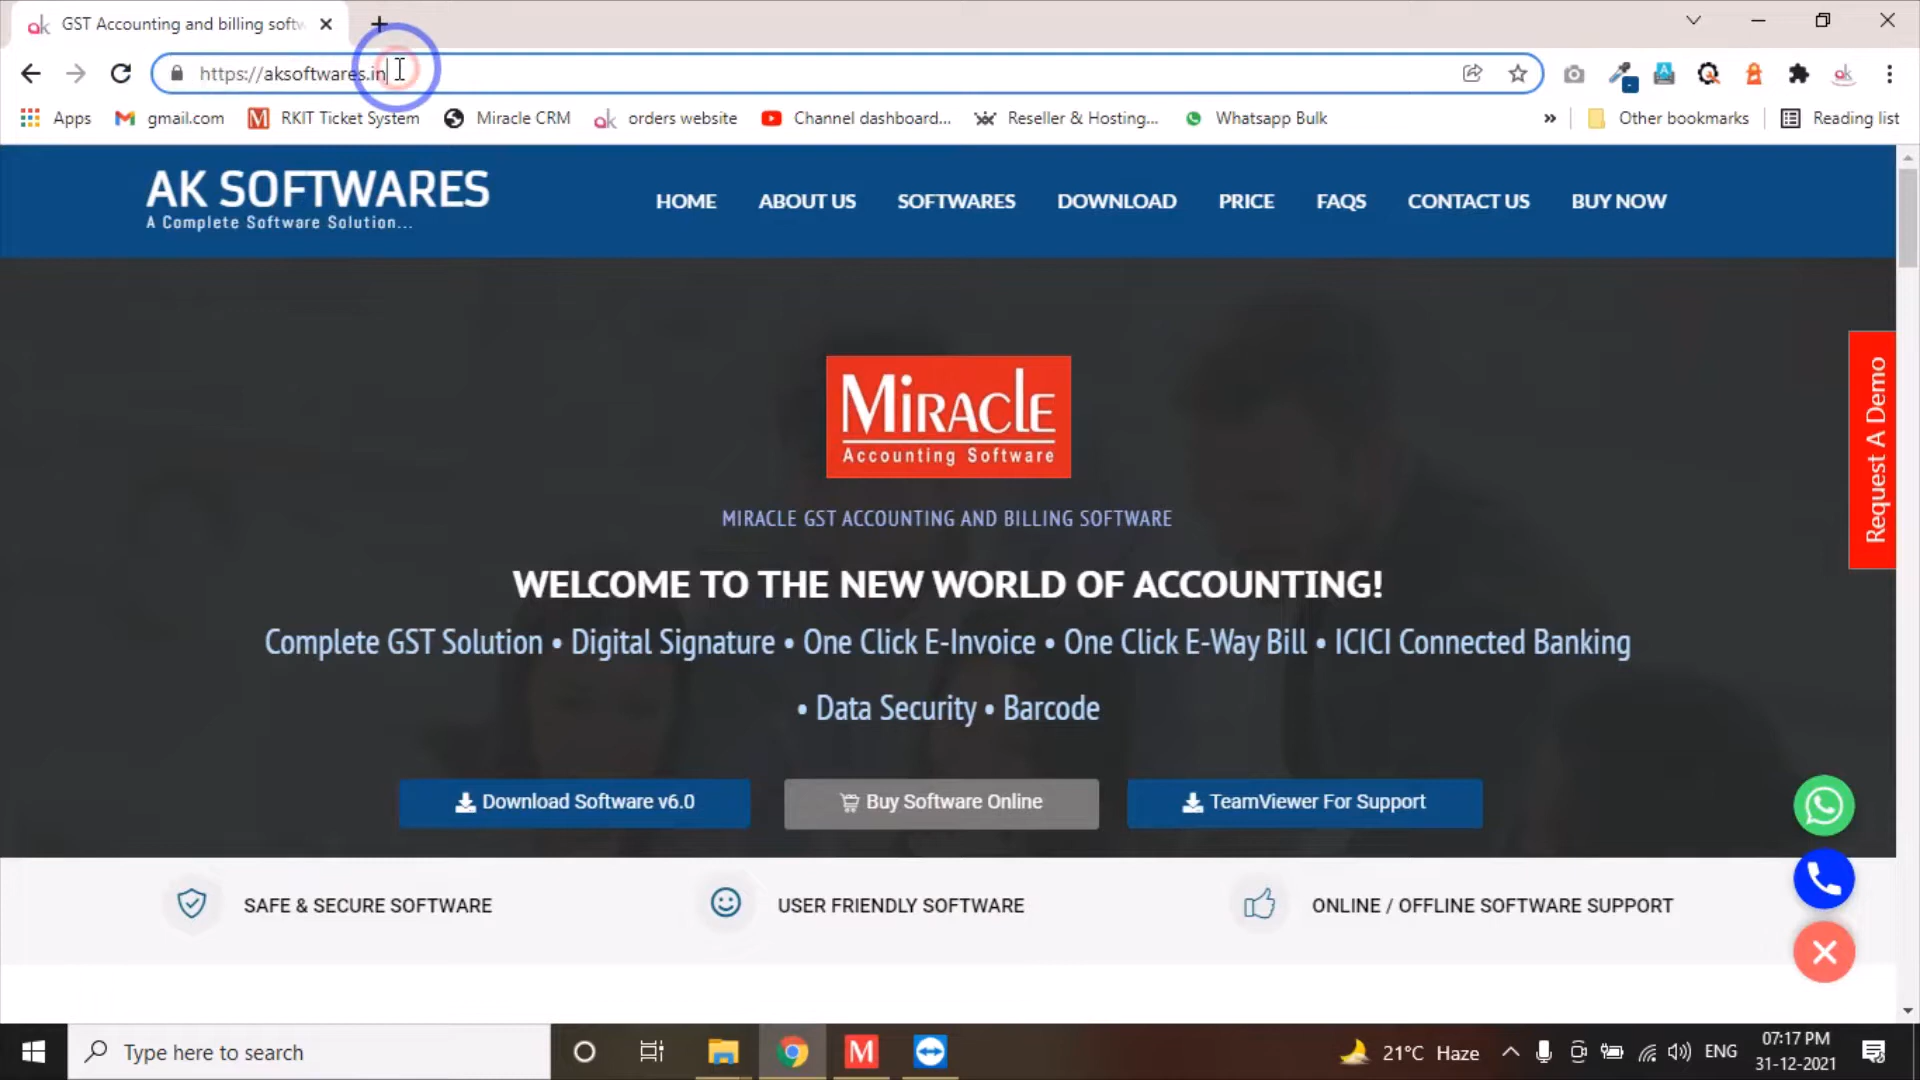 GST Accounting and billing softw
https://aksoftwares.in
Apps
gmail.com
RKIT Ticket System
Miracle CRM
orders website
Channel dashboard...
Reseller & Hosting...
Whatsapp Bulk
»
Other bookmarks
Reading list
AK SOFTWARES
A Complete Software Solution...
HOME
ABOUT US
SOFTWARES
DOWNLOAD
PRICE
FAQS
CONTACT US
BUY NOW
Request A Demo
MIRACLE
Accounting Software
MIRACLE GST ACCOUNTING AND BILLING SOFTWARE
WELCOME TO THE NEW WORLD OF ACCOUNTING!
Complete GST Solution • Digital Signature • One Click E-Invoice • One Click E-Way Bill • ICICI Connected Banking
• Data Security • Barcode
Download Software v6.0
Buy Software Online
TeamViewer For Support
SAFE & SECURE SOFTWARE
USER FRIENDLY SOFTWARE
ONLINE / OFFLINE SOFTWARE SUPPORT
Type here to search
M
21°C Haze
ENG
07:17 PM
31-12-2021